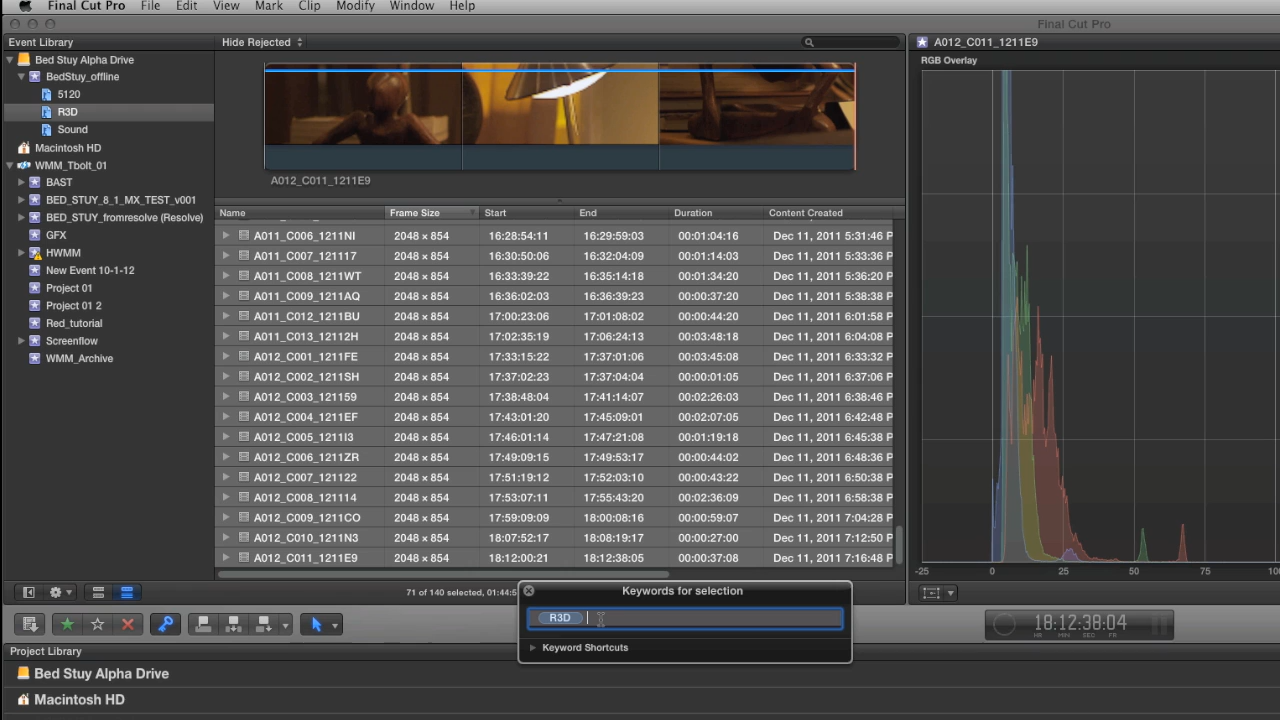 Final Cut Pro File Edit View Mark Clip Modify Window Help
Final Cut Pro
Event Library
Hide Rejected
A012_C011_1211E9
Bed Stuy Alpha Drive
BedStuy_offline
5120
R3D
Sound
Macintosh HD
WMM_Tbolt_01
BAST
BED_STUY_8_1_MX_TEST_v001
BED_STUY_fromresolve (Resolve)
GFX
HWMM
New Event 10-1-12
Project 01
Project 01 2
Red_tutorial
Screenflow
WMM_Archive
A012_C011_1211E9
Name Frame Size Start End Duration Content Created
A011_C006_1211NI 2048 × 854 16:28:54:11 16:29:59:03 00:01:04:16 Dec 11, 2011 5:31:46 P
A011_C007_121117 2048 × 854 16:30:50:06 16:32:04:09 00:01:14:03 Dec 11, 2011 5:33:36 P
A011_C008_1211WT 2048 × 854 16:33:39:22 16:35:14:18 00:01:34:20 Dec 11, 2011 5:36:20 P
A011_C009_1211AQ 2048 × 854 16:36:02:03 16:36:39:23 00:00:37:20 Dec 11, 2011 5:38:38 P
A011_C012_1211BU 2048 × 854 17:00:23:06 17:01:08:02 00:00:44:20 Dec 11, 2011 6:01:58 P
A011_C013_12112H 2048 × 854 17:02:35:19 17:06:24:13 00:03:48:18 Dec 11, 2011 6:04:08 P
A012_C001_1211FE 2048 × 854 17:33:15:22 17:37:01:06 00:03:45:08 Dec 11, 2011 6:33:32 P
A012_C002_1211SH 2048 × 854 17:37:02:23 17:37:04:04 00:00:01:05 Dec 11, 2011 6:37:06 P
A012_C003_121159 2048 × 854 17:38:48:04 17:41:14:07 00:02:26:03 Dec 11, 2011 6:38:46 P
A012_C004_1211EF 2048 × 854 17:43:01:20 17:45:09:01 00:02:07:05 Dec 11, 2011 6:42:48 P
A012_C005_1211I3 2048 × 854 17:46:01:14 17:47:21:08 00:01:19:18 Dec 11, 2011 6:45:38 P
A012_C006_1211ZR 2048 × 854 17:49:09:15 17:49:53:17 00:00:44:02 Dec 11, 2011 6:48:36 P
A012_C007_121122 2048 × 854 17:51:19:12 17:52:03:10 00:00:43:22 Dec 11, 2011 6:50:38 P
A012_C008_121114 2048 × 854 17:53:07:11 17:55:43:20 00:02:36:09 Dec 11, 2011 6:58:38 P
A012_C009_1211CO 2048 × 854 17:59:09:09 18:00:08:16 00:00:59:07 Dec 11, 2011 7:04:28 P
A012_C010_1211N3 2048 × 854 18:07:52:17 18:08:19:17 00:00:27:00 Dec 11, 2011 7:12:50 P
A012_C011_1211E9 2048 × 854 18:12:00:21 18:12:38:05 00:00:37:08 Dec 11, 2011 7:16:48 P
RGB Overlay
-25 0 25 50 75 100
71 of 140 selected, 01:44:5
Keywords for selection
R3D
Keyword Shortcuts
18:12:38:04
HR MIN SEC FR
Project Library
Bed Stuy Alpha Drive
Macintosh HD